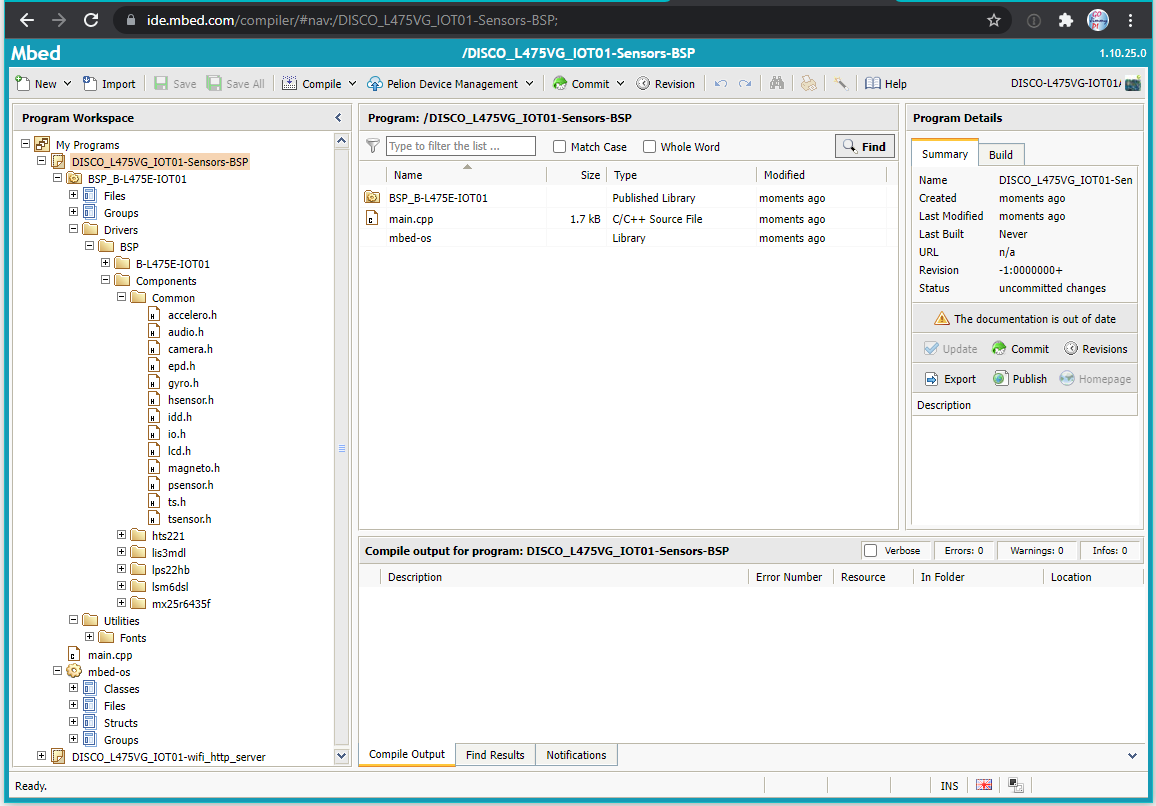 ide.mbed.com/compiler/#nav:/DISCO_L475VG_IOT01-Sensors-BSP;
Mbed
/DISCO_L475VG_IOT01-Sensors-BSP
1.10.25.0
New
Import
Save
Save All
Compile
Pelion Device Management
Commit
Revision
Help
DISCO-L475VG-IOT01/
Program Workspace
My Programs
DISCO_L475VG_IOT01-Sensors-BSP
BSP_B-L475E-IOT01
Files
Groups
Drivers
BSP
B-L475E-IOT01
Components
Common
accelero.h
audio.h
camera.h
epd.h
gyro.h
hsensor.h
idd.h
io.h
lcd.h
magneto.h
psensor.h
ts.h
tsensor.h
hts221
lis3mdl
lps22hb
lsm6dsl
mx25r6435f
Utilities
Fonts
main.cpp
mbed-os
Classes
Files
Structs
Groups
DISCO_L475VG_IOT01-wifi_http_server
Program: /DISCO_L475VG_IOT01-Sensors-BSP
Type to filter the list ...
Match Case
Whole Word
Find
Name Size Type Modified
BSP_B-L475E-IOT01 Published Library moments ago
main.cpp 1.7 kB C/C++ Source File moments ago
mbed-os Library moments ago
Program Details
Summary
Build
Name DISCO_L475VG_IOT01-Sen
Created moments ago
Last Modified moments ago
Last Built Never
URL n/a
Revision -1:0000000+
Status uncommitted changes
The documentation is out of date
Update Commit Revisions
Export Publish Homepage
Description
Compile output for program: DISCO_L475VG_IOT01-Sensors-BSP
Verbose
Errors: 0
Warnings: 0
Infos: 0
Description Error Number Resource In Folder Location
Compile Output
Find Results
Notifications
Ready.
INS